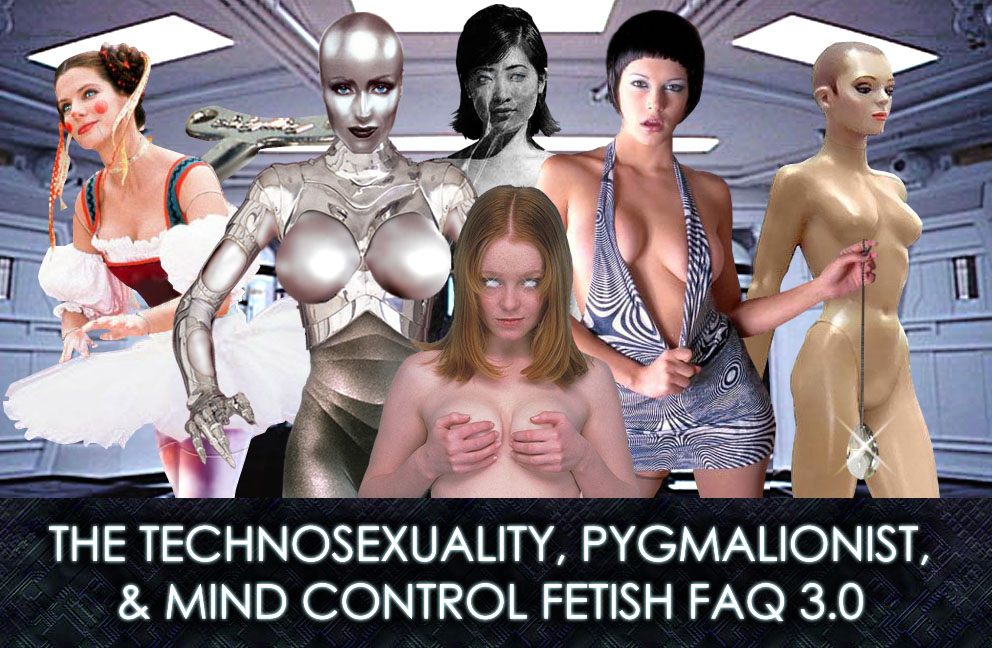 THE TECHNOSEXUALITY, PYGMALIONIST,
& MIND CONTROL FETISH FAQ 3.0